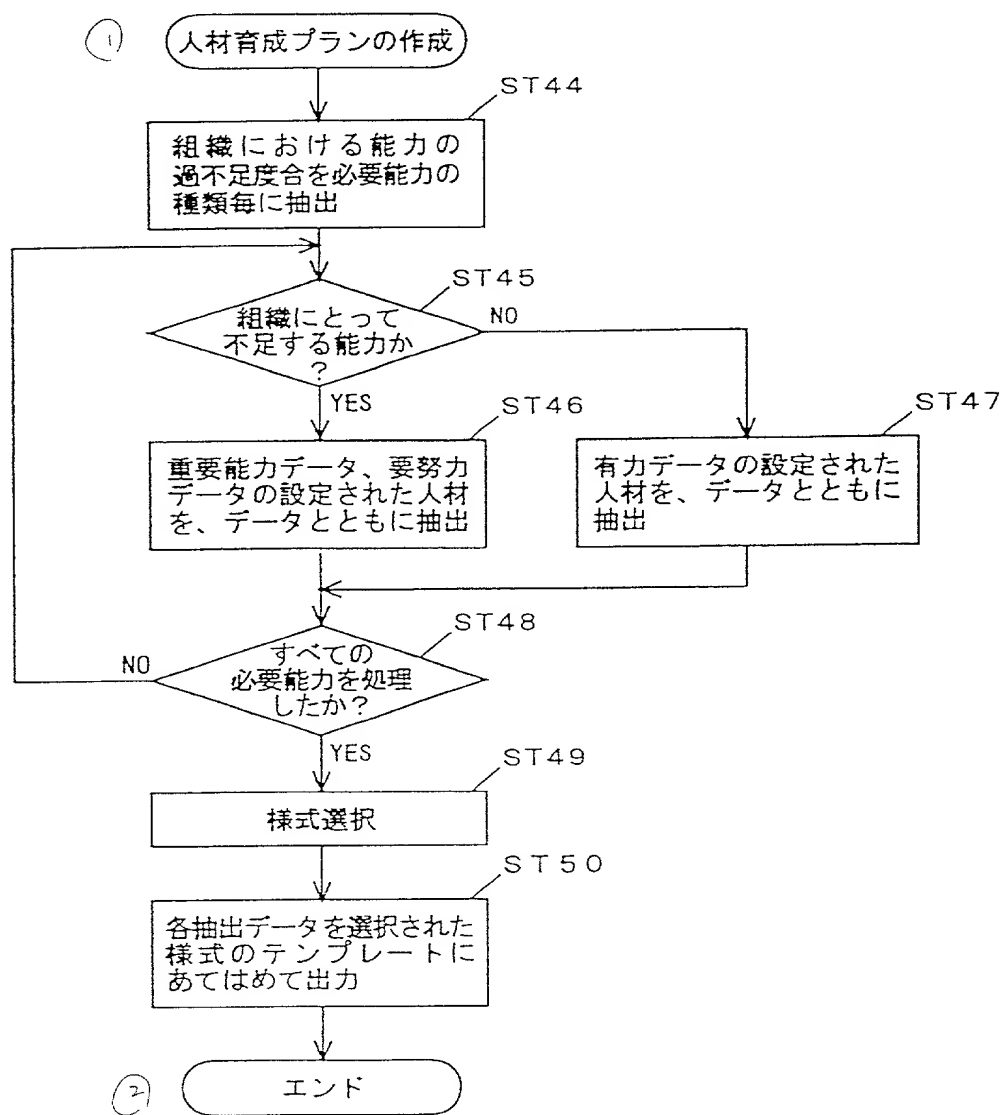 ①
人材育成プランの作成
ST44
組織における能力の
過不足度合を必要能力の
種類毎に抽出
ST45
組織にとって
不足する能力か
?
NO
YES
ST46
重要能力データ、要努力
データの設定された人材
を、データとともに抽出
ST47
有力データの設定された
人材を、データとともに
抽出
ST48
すべての
必要能力を処理
したか?
NO
YES
ST49
様式選択
ST50
各抽出データを選択された
様式のテンプレートに
あてはめて出力
②
エンド